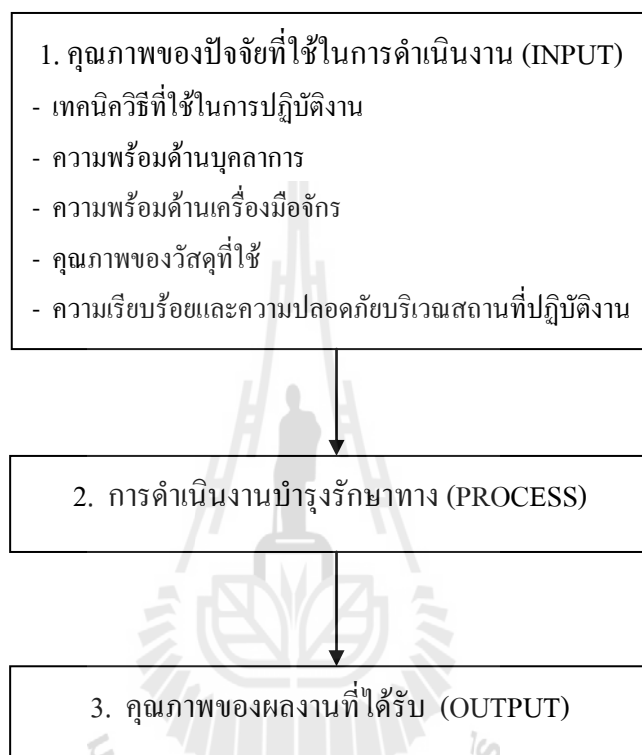 1. คุณภาพของปัจจัยที่ใช้ในการดำเนินงาน (INPUT)
- เทคนิควิธีที่ใช้ในการปฏิบัติงาน
- ความพร้อมด้านบุคลาการ
- ความพร้อมด้านเครื่องมือจักร
- คุณภาพของวัสดุที่ใช้
- ความเรียบร้อยและความปลอดภัยบริเวณสถานที่ปฏิบัติงาน
2. การดำเนินงานบำรุงรักษาทาง (PROCESS)
3. คุณภาพของผลงานที่ได้รับ (OUTPUT)